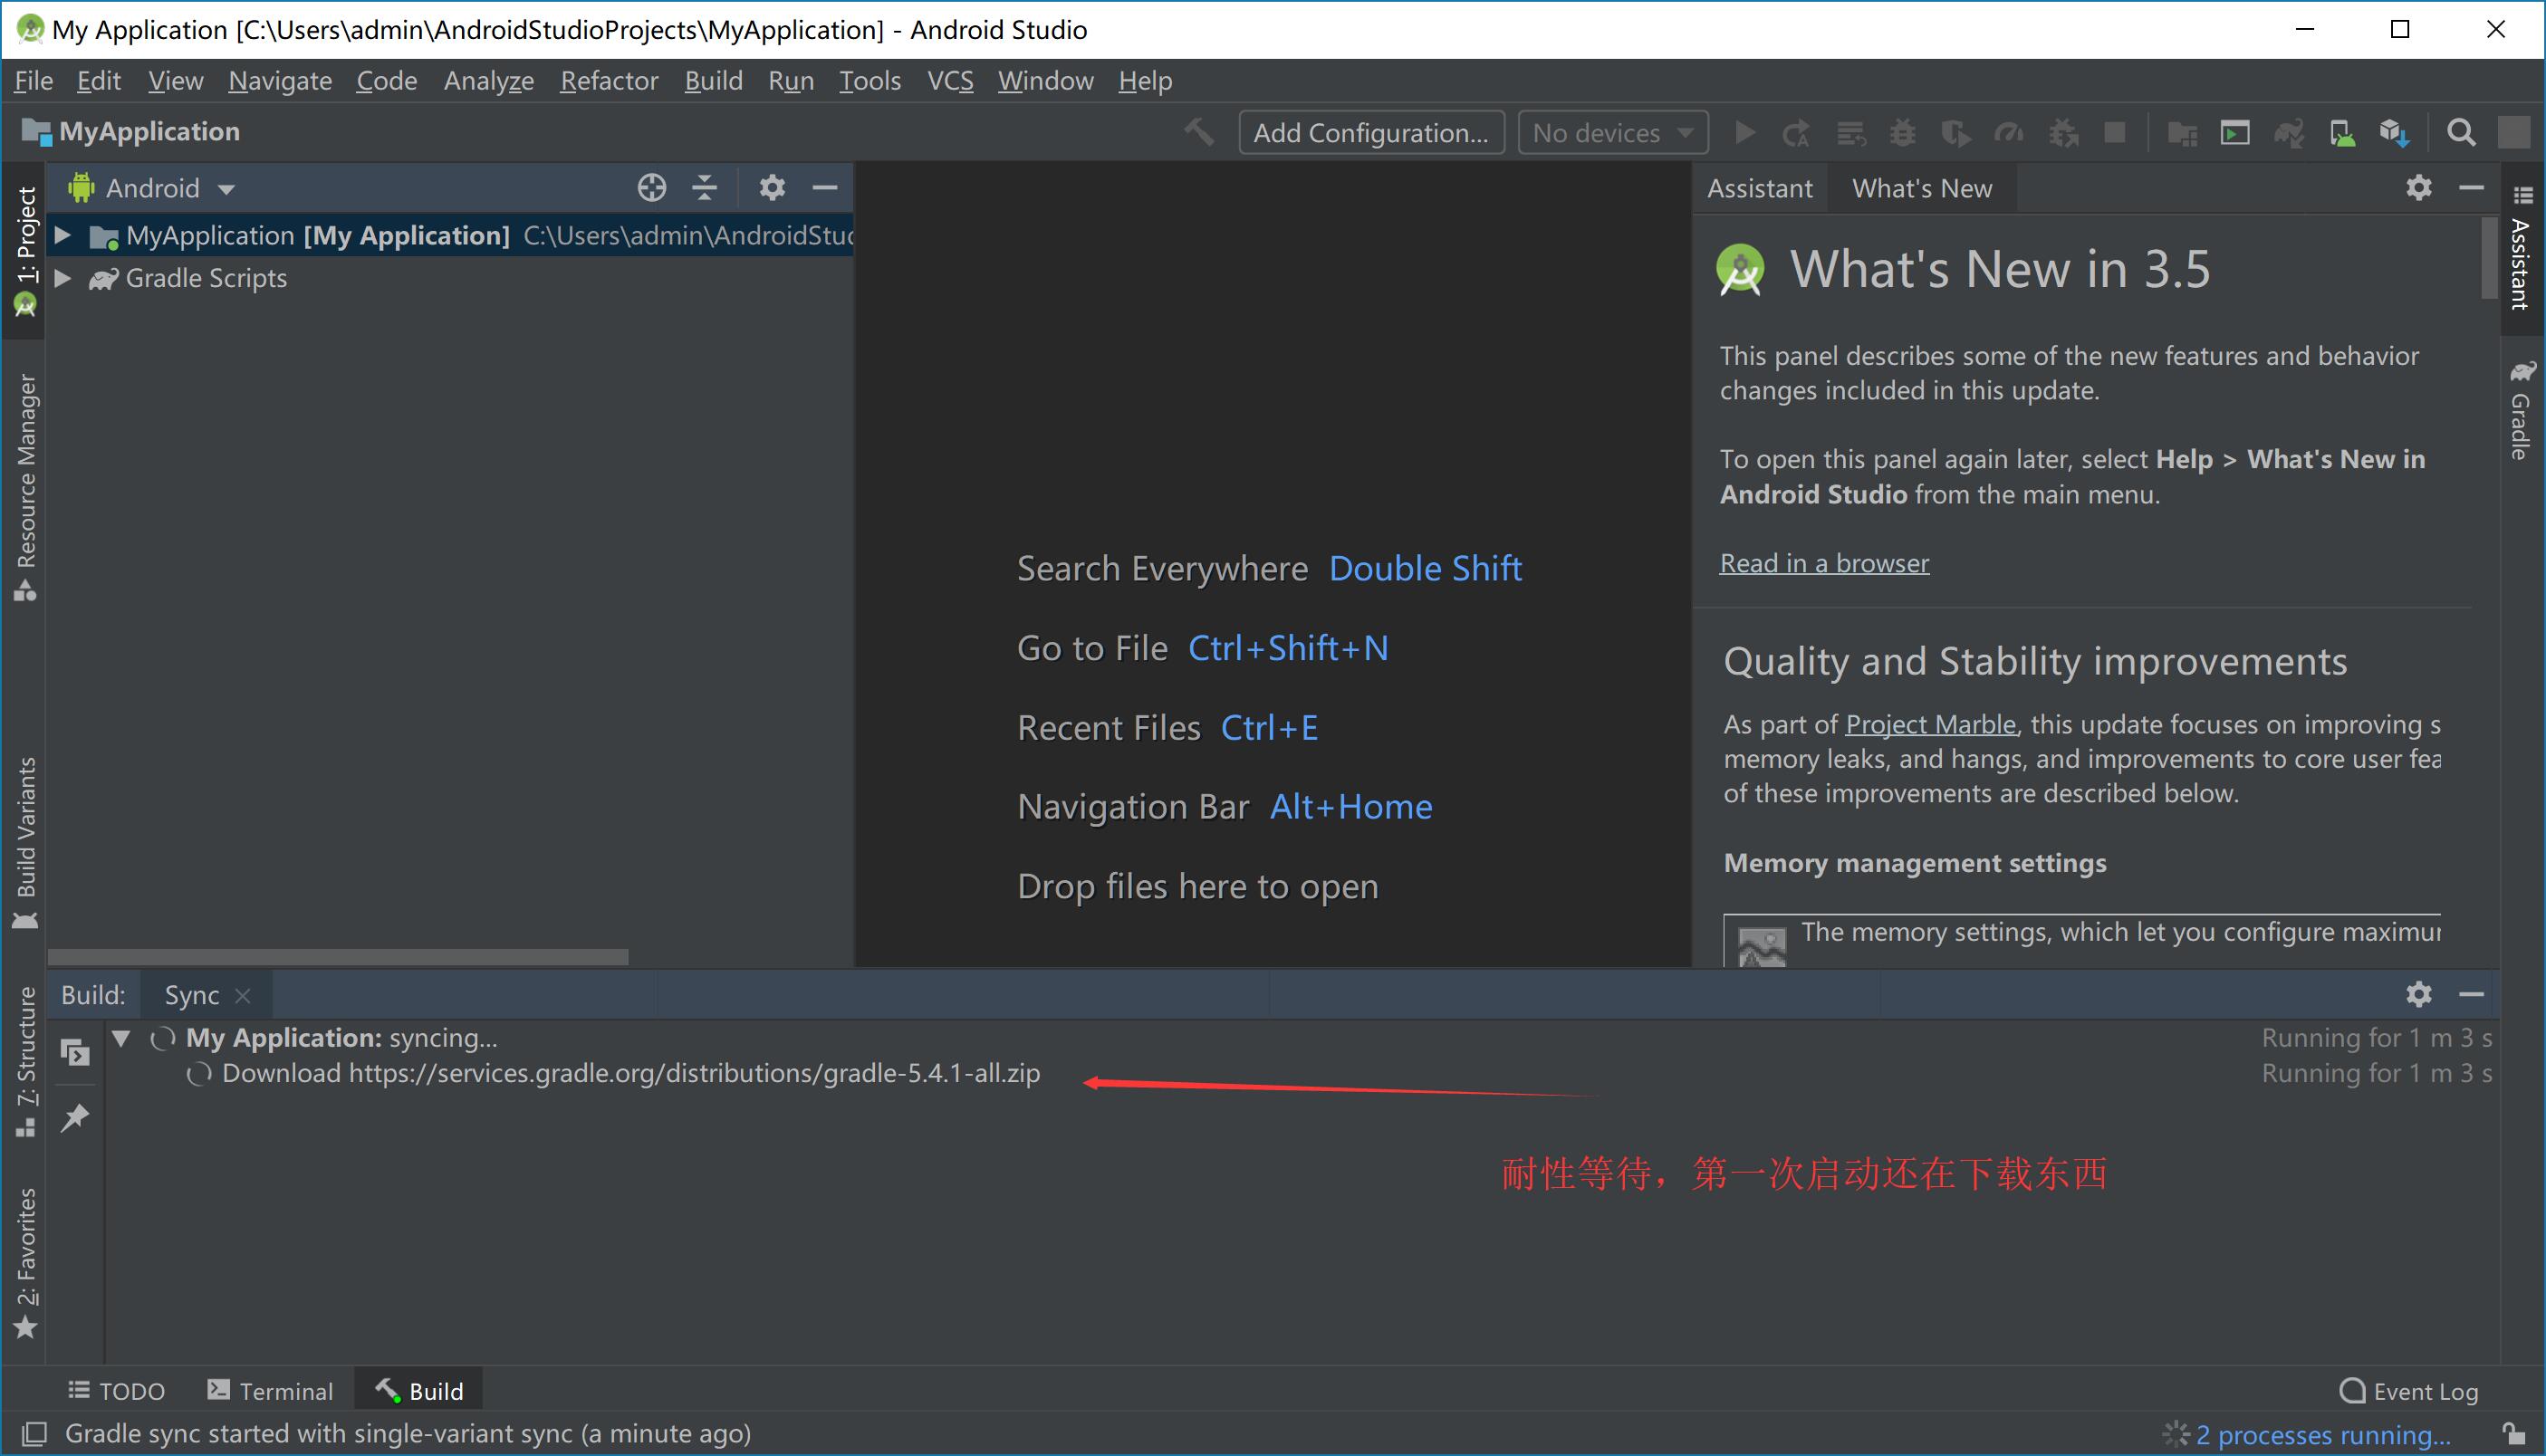 My Application [C:\Users\admin\AndroidStudioProjects\MyApplication] - Android Studio
File Edit View Navigate Code Analyze Refactor Build Run Tools VCS Window Help
MyApplication
Add Configuration...
No devices
1: Project
Resource Manager
Build Variants
7: Structure
2: Favorites
Android
MyApplication [My Application] C:\Users\admin\AndroidStud
Gradle Scripts
Search Everywhere Double Shift
Go to File Ctrl+Shift+N
Recent Files Ctrl+E
Navigation Bar Alt+Home
Drop files here to open
Assistant What's New
What's New in 3.5
This panel describes some of the new features and behavior
changes included in this update.
To open this panel again later, select Help > What's New in
Android Studio from the main menu.
Read in a browser
Quality and Stability improvements
As part of Project Marble, this update focuses on improving s
memory leaks, and hangs, and improvements to core user fea
of these improvements are described below.
Memory management settings
The memory settings, which let you configure maximur
Assistant
Gradle
Build: Sync
My Application: syncing... Running for 1 m 3 s
Download https://services.gradle.org/distributions/gradle-5.4.1-all.zip Running for 1 m 3 s
耐性等待，第一次启动还在下载东西
TODO Terminal Build Event Log
Gradle sync started with single-variant sync (a minute ago) 2 processes running...